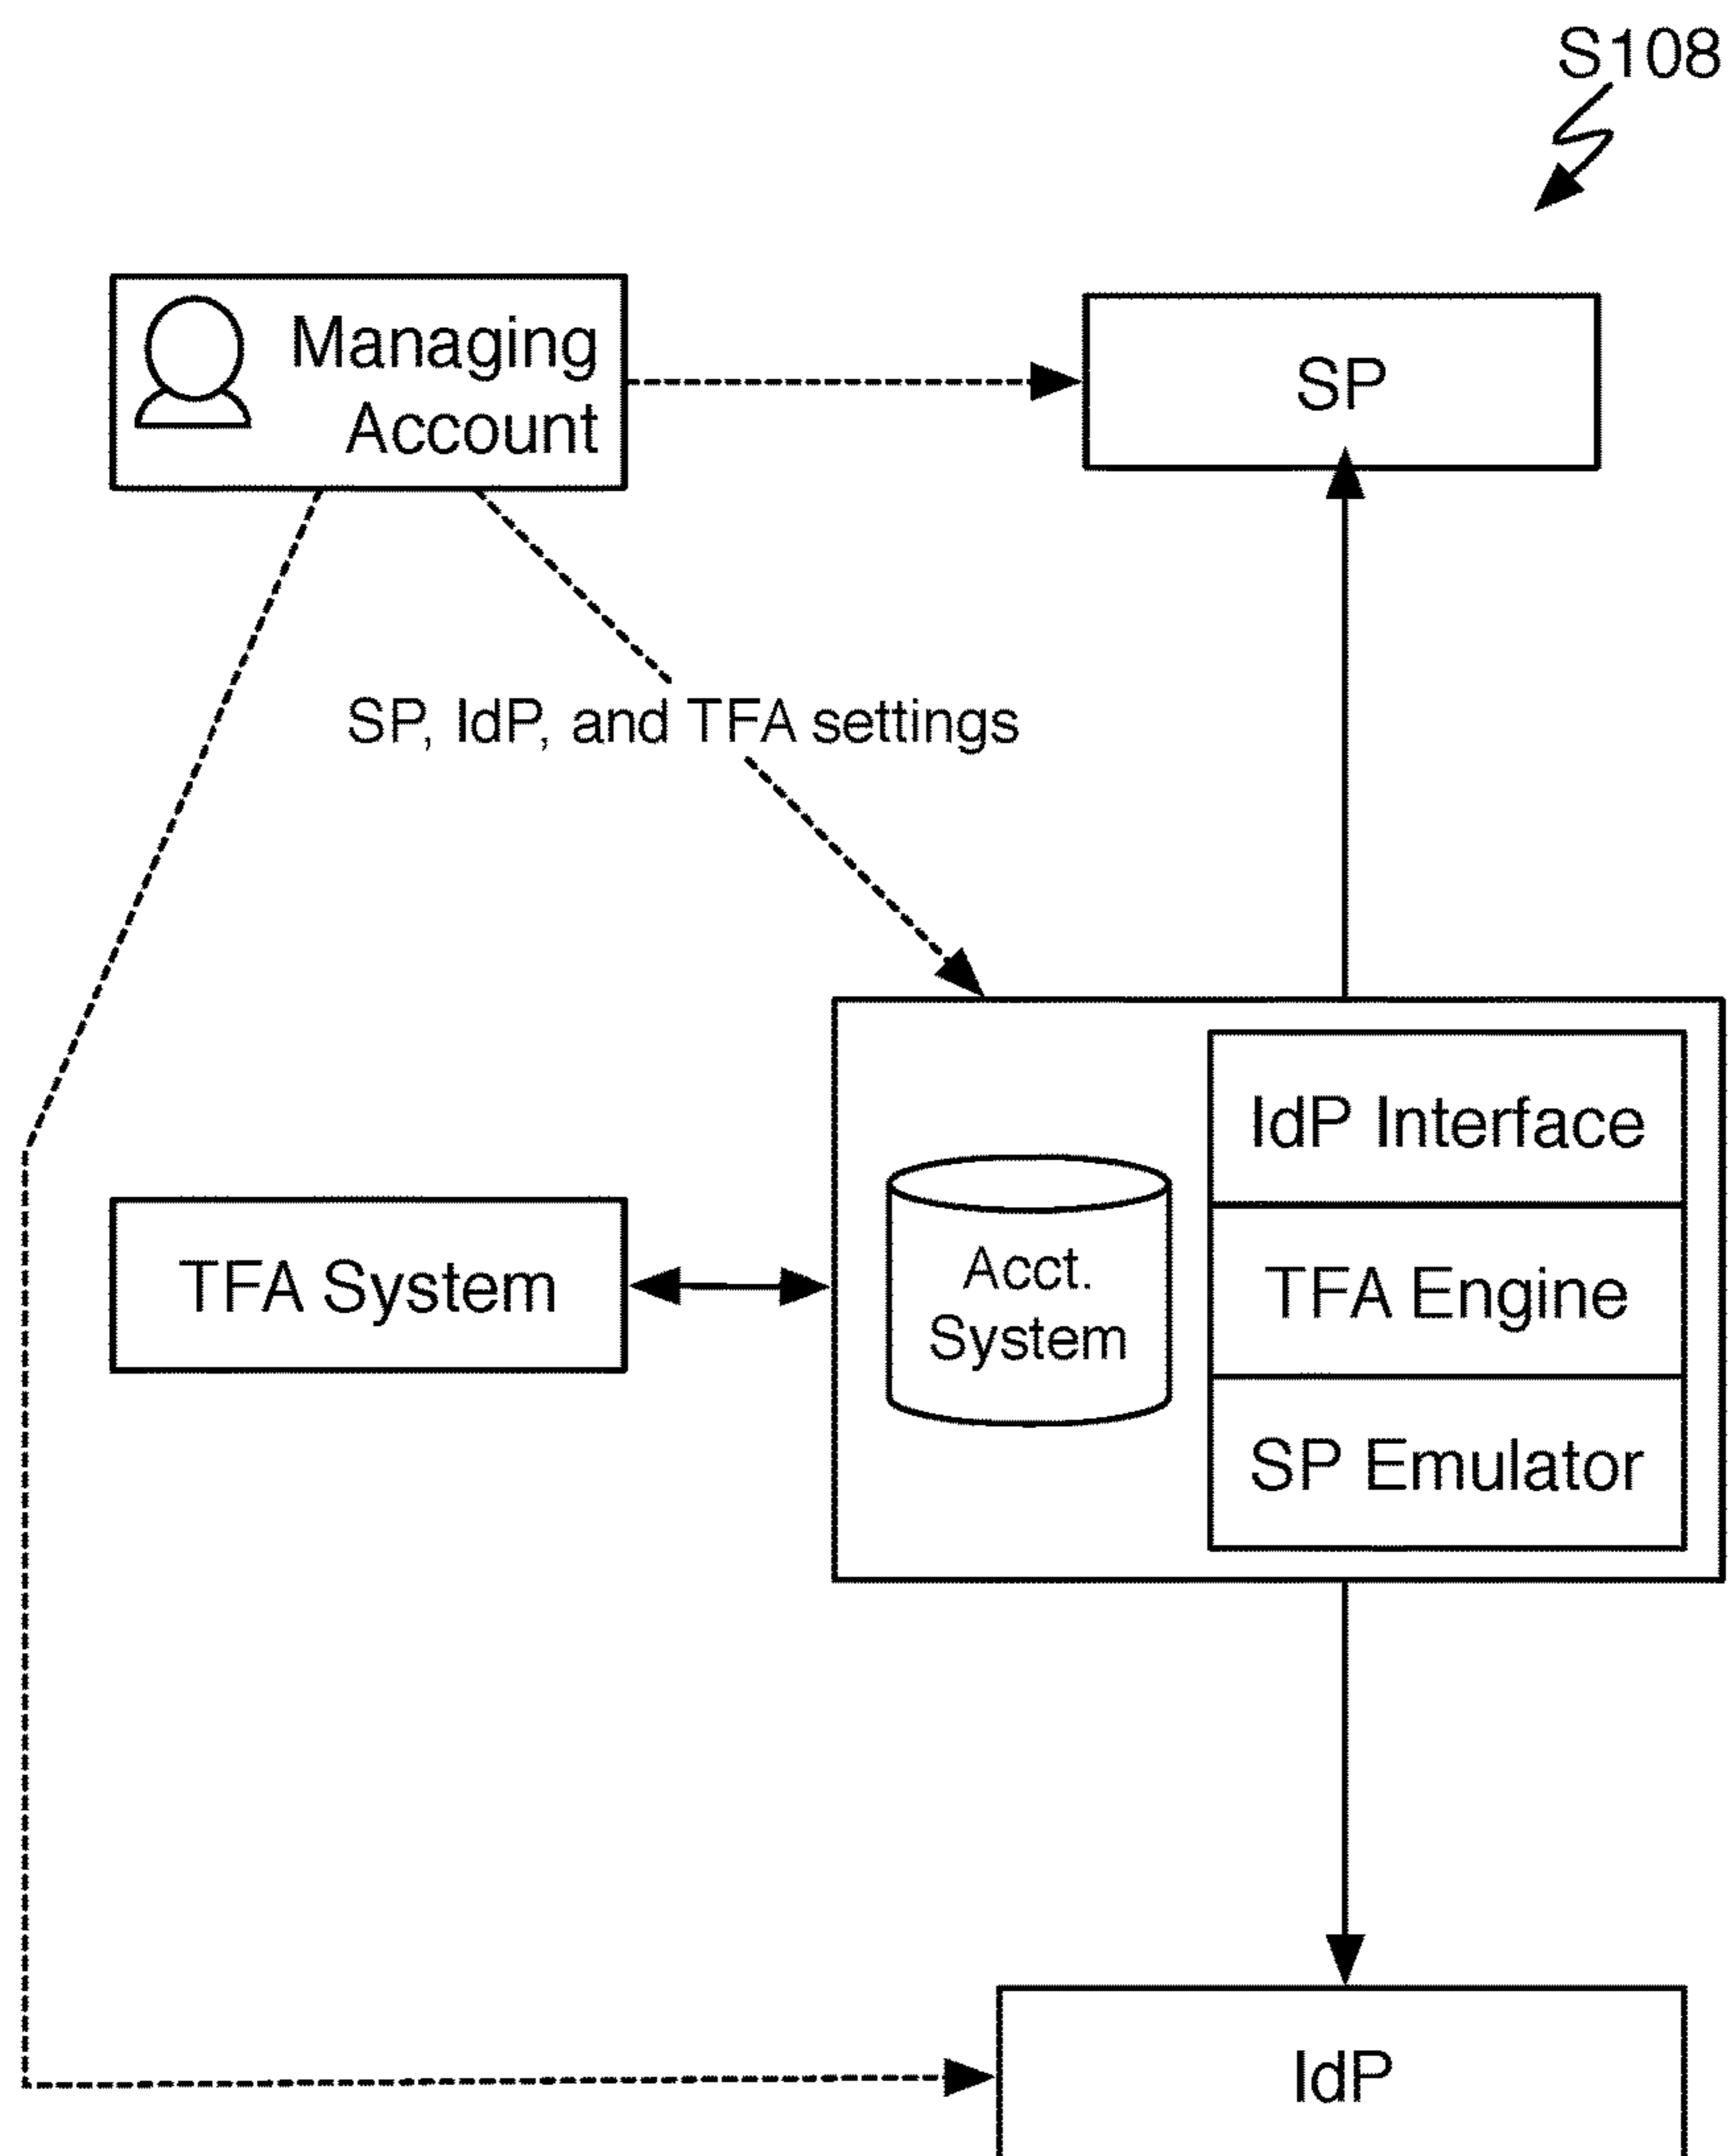 S108
Managing
Account
SP
SP, IdP, and TFA settings
IdP Interface
TFA System
Acct.
System
TFA Engine
SP Emulator
IdP